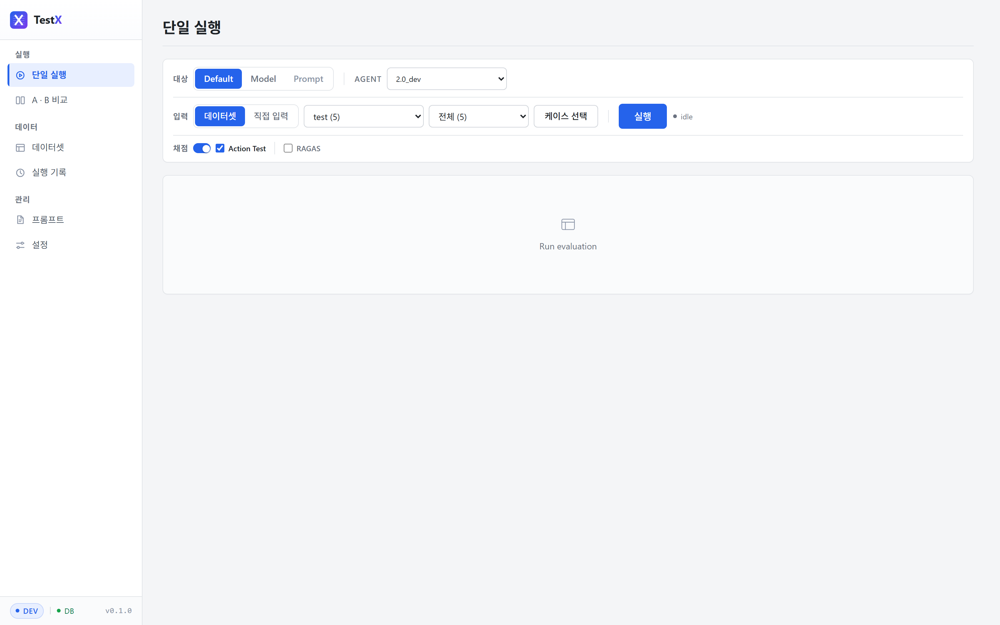 TestX
실행
단일 실행
A · B 비교
데이터
데이터셋
실행 기록
관리
프롬프트
설정
DEV
DB
v0.1.0
단일 실행
대상 Default Model Prompt AGENT 2.0_dev
입력 데이터셋 직접 입력 test (5) 전체 (5) 케이스 선택 실행 idle
채점 Action Test RAGAS
Run evaluation